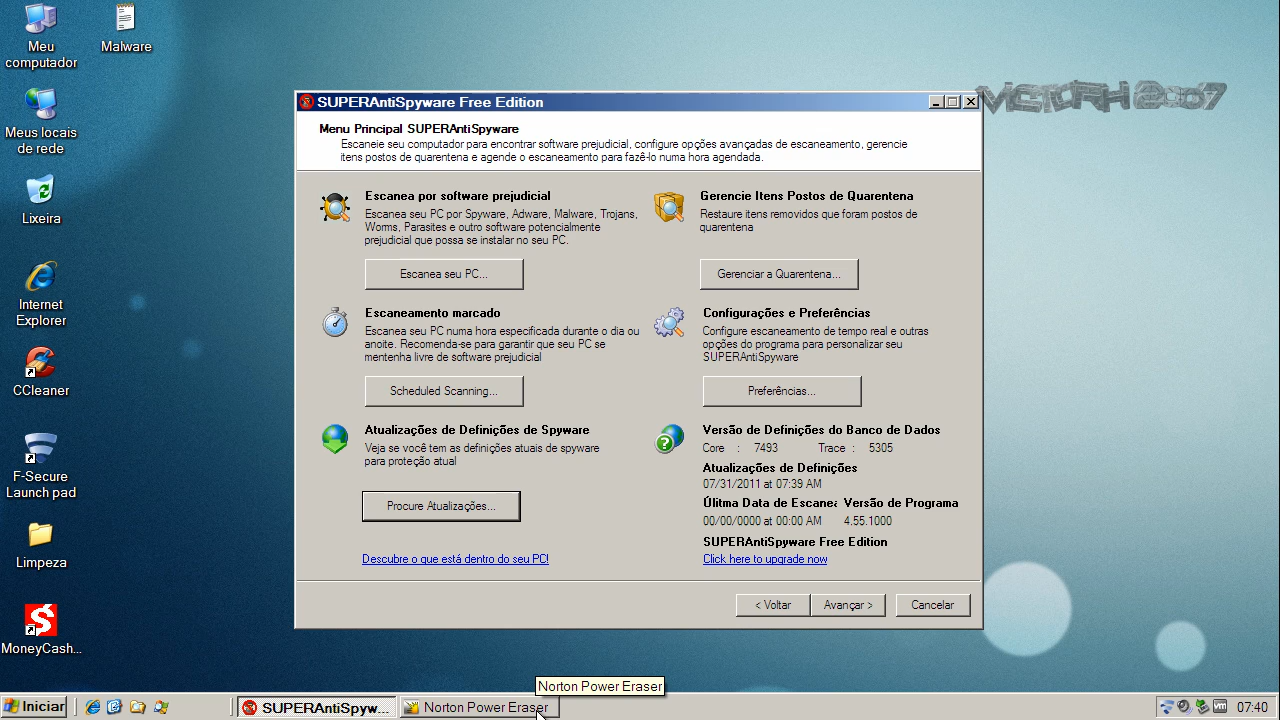 Meu
computador
Malware
Meus locais
de rede
Lixeira
Internet
Explorer
CCleaner
F-Secure
Launch pad
Limpeza
MoneyCash...
VICTORH 2007
SUPERAntiSpyware Free Edition
Menu Principal SUPERAntiSpyware
Escaneie seu computador para encontrar software prejudicial, configure opções avançadas de escaneamento, gerencie
itens postos de quarentena e agende o escaneamento para fazê-lo numa hora agendada.
Escanea por software prejudicial
Escanea seu PC por Spyware, Adware, Malware, Trojans,
Worms, Parasites e outro software potencialmente
prejudicial que possa se instalar no seu PC.
Escanea seu PC...
Gerencie Itens Postos de Quarentena
Restaure itens removidos que foram postos de
quarentena
Gerenciar a Quarentena...
Escaneamento marcado
Escanea seu PC numa hora especificada durante o dia ou
anoite. Recomenda-se para garantir que seu PC se
mentenha livre de software prejudicial
Scheduled Scanning...
Configurações e Preferências
Configure escaneamento de tempo real e outras
opções do programa para personalizar seu
SUPERAntiSpyware
Preferências...
Atualizações de Definições de Spyware
Veja se você tem as definições atuais de spyware
para proteção atual
Procure Atualizações...
Descubre o que está dentro do seu PC!
Versão de Definições do Banco de Dados
Core : 7493 Trace : 5305
Atualizações de Definições
07/31/2011 at 07:39 AM
Úlitma Data de Escanea Versão de Programa
00/00/0000 at 00:00 AM 4.55.1000
SUPERAntiSpyware Free Edition
Click here to upgrade now
< Voltar
Avançar >
Cancelar
Norton Power Eraser
Iniciar
SUPERAntiSpyw...
Norton Power Eraser
07:40